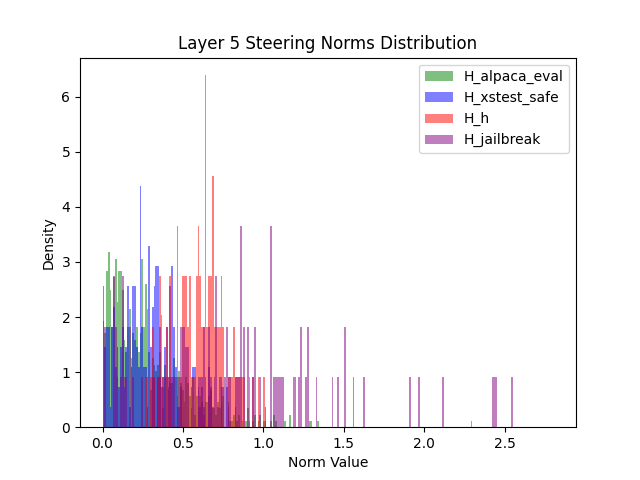 Layer 5 Steering Norms Distribution
H_alpaca_eval
H_xstest_safe
H_h
H_jailbreak
Density
6
5
4
3
2
1
0
0.0 0.5 1.0 1.5 2.0 2.5
Norm Value